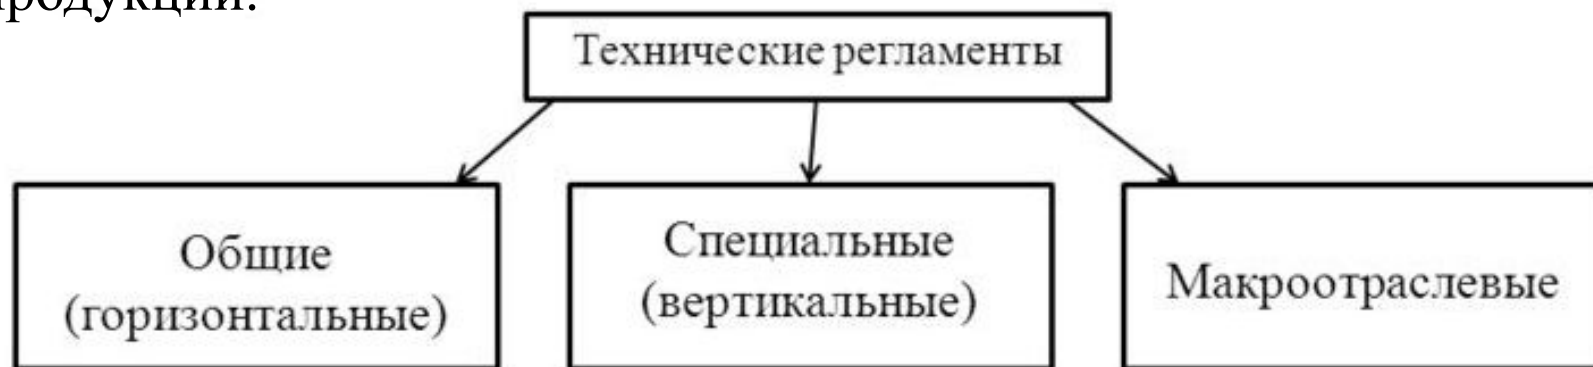 продукции.
Технические регламенты
Общие
(горизонтальные)
Специальные
(вертикальные)
Макроотраслевые